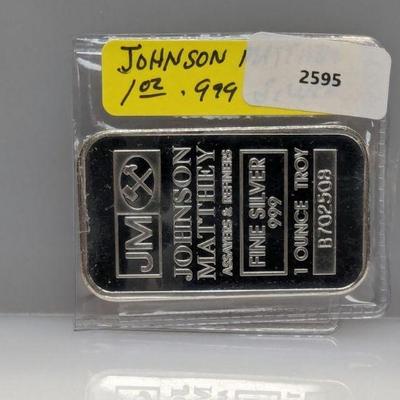 JOHNSON
1oz .999
2595
JM
JOHNSON
MATTHEY
ASSAYERS & REFINERS
FINE SILVER
999
1 OUNCE TROY
B702508